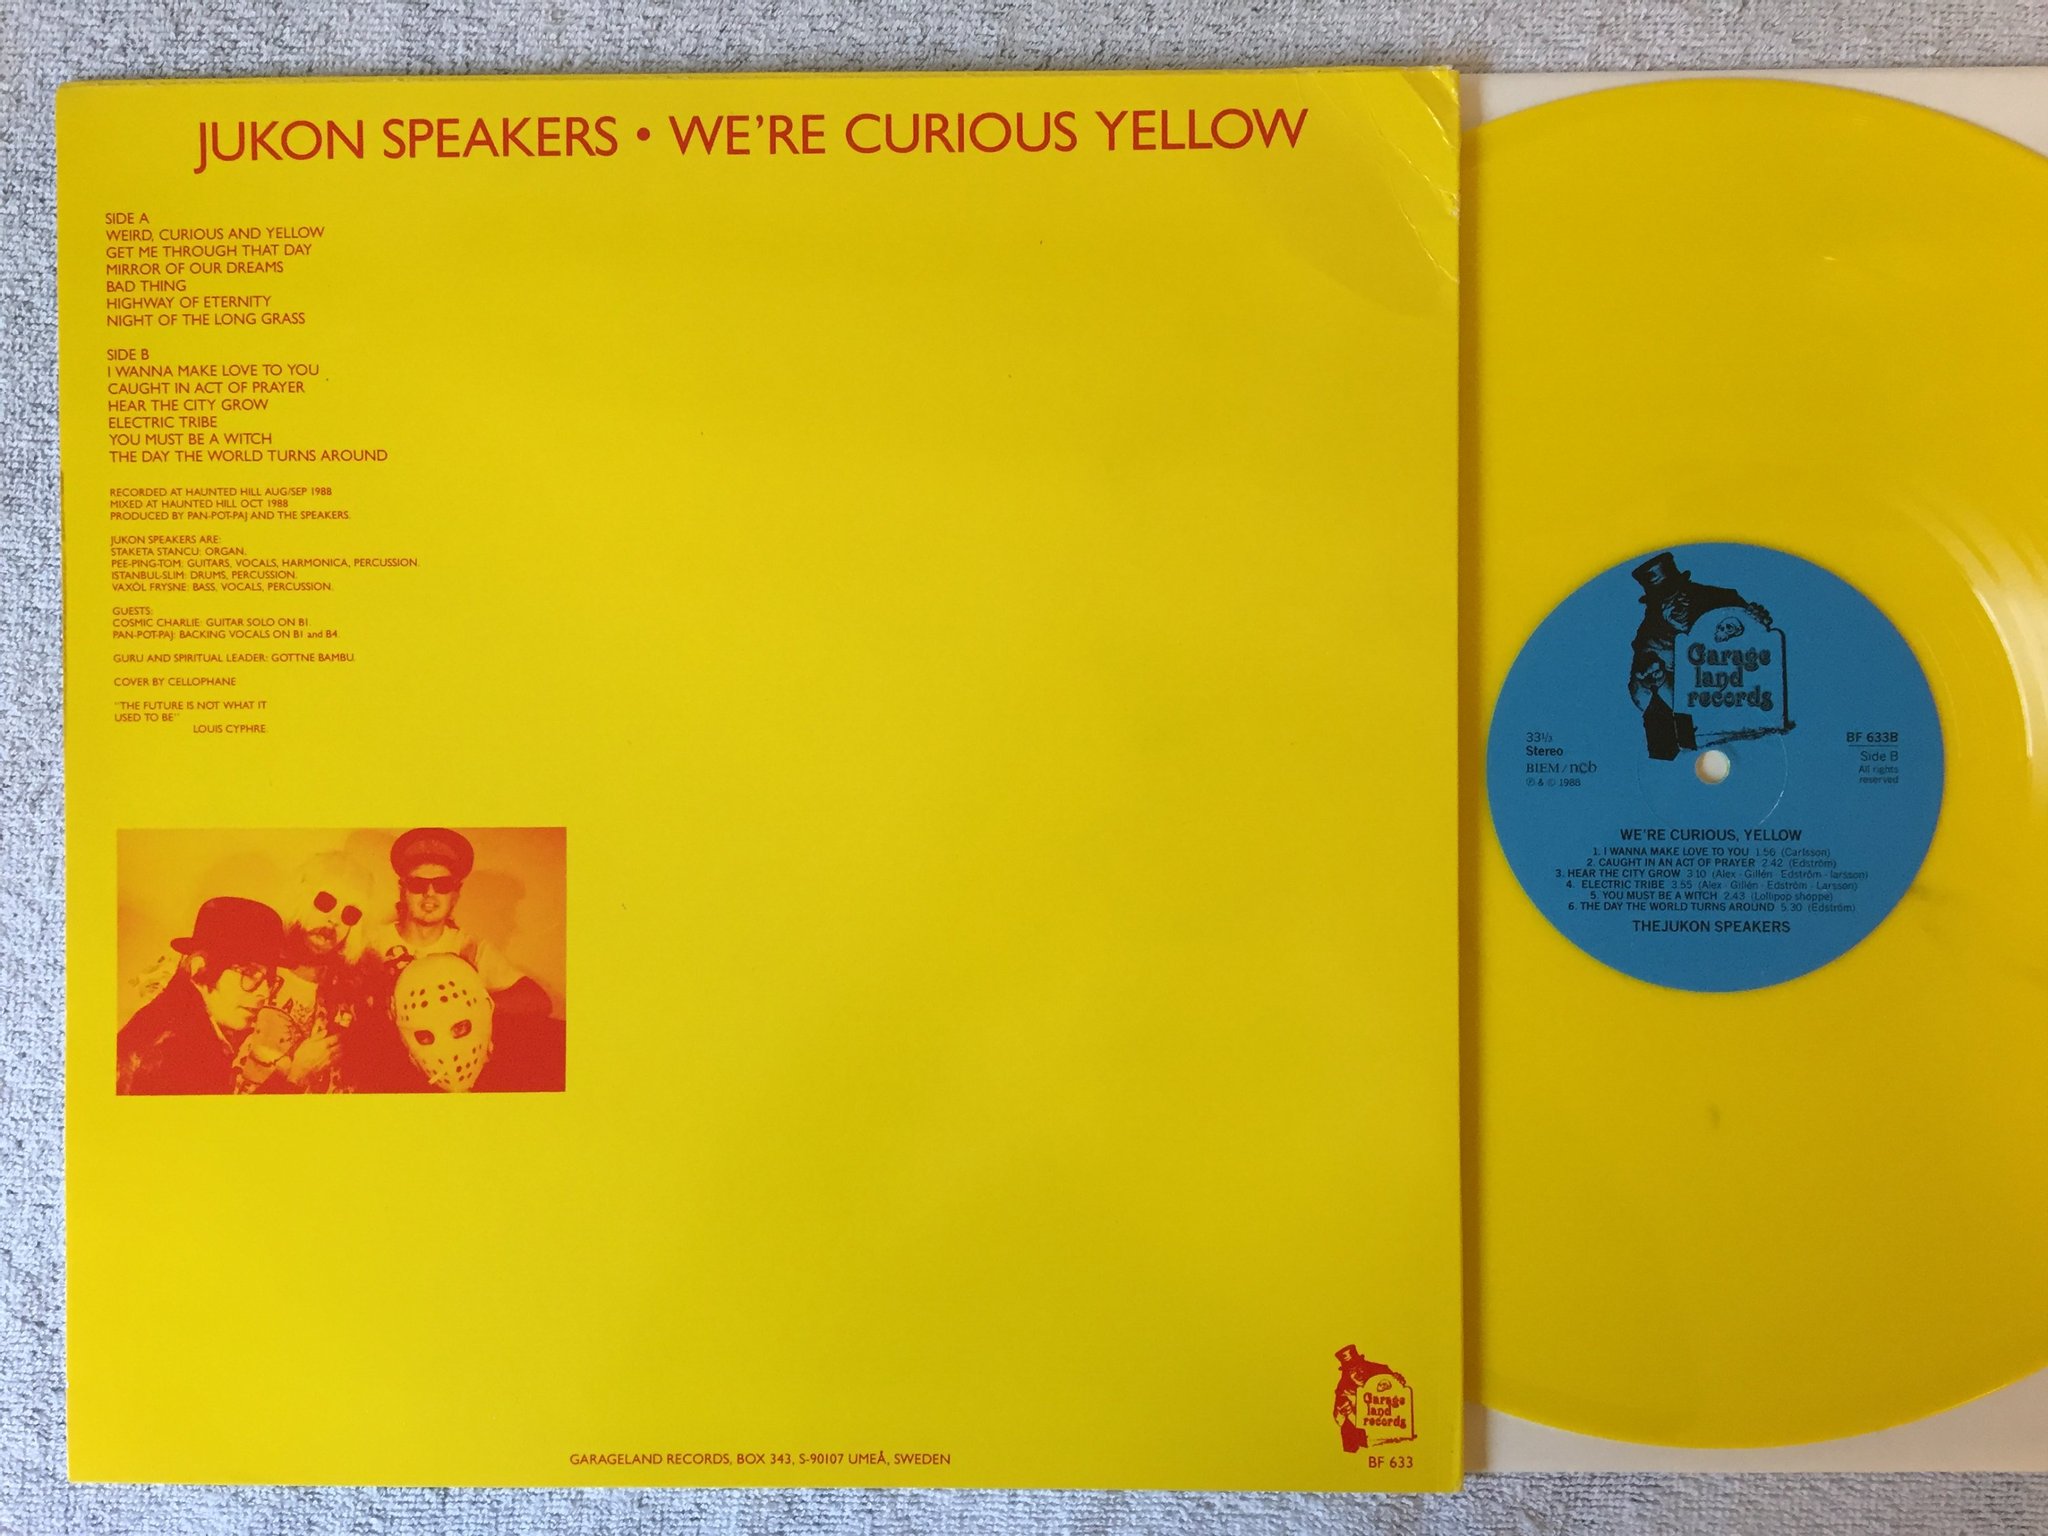 JUKON SPEAKERS • WE'RE CURIOUS YELLOW
SIDE A
WEIRD, CURIOUS AND YELLOW
GET ME THROUGH THAT DAY
MIRROR OF OUR DREAMS
BAD THING
HIGHWAY OF ETERNITY
NIGHT OF THE LONG GRASS
SIDE B
I WANNA MAKE LOVE TO YOU
CAUGHT IN ACT OF PRAYER
HEAR THE CITY GROW
ELECTRIC TRIBE
YOU MUST BE A WITCH
THE DAY THE WORLD TURNS AROUND
RECORDED AT HAUNTED HILL AUG/SEP 1988
MIXED AT HAUNTED HILL OCT 1988
PRODUCED BY PAN-POT-PAJ AND THE SPEAKERS.
JUKON SPEAKERS ARE:
STAKETA STANCU: ORGAN.
PEE-PING-TOM: GUITARS, VOCALS, HARMONICA, PERCUSSION.
ISTANBUL-SLIM: DRUMS, PERCUSSION.
VAXÖL FRYSNE: BASS, VOCALS, PERCUSSION.
GUESTS:
COSMIC CHARLIE: GUITAR SOLO ON B1.
PAN-POT-PAJ: BACKING VOCALS ON B1 and B4.
GURU AND SPIRITUAL LEADER: GOTTNE BAMBU.
COVER BY CELLOPHANE
"THE FUTURE IS NOT WHAT IT
USED TO BE"
LOUIS CYPHRE.
Garage
land
records
BF 633
GARAGELAND RECORDS, BOX 343, S-90107 UMEÅ, SWEDEN
Garage
land
records
33⅓
Stereo
BIEM / ncb
℗ & © 1988
BF 633B
Side B
All rights
reserved
WE'RE CURIOUS, YELLOW
1. I WANNA MAKE LOVE TO YOU 1.56 (Carlsson)
2. CAUGHT IN AN ACT OF PRAYER 2.42 (Edström)
3. HEAR THE CITY GROW 3.10 (Alex - Gillén Edström - larsson)
4. ELECTRIC TRIBE 3.55 (Alex - Gillén - Edström - Larsson)
5. YOU MUST BE A WITCH 2.43 (Lollipop shoppe)
6. THE DAY THE WORLD TURNS AROUND 5.30 (Edström)
THEJUKON SPEAKERS